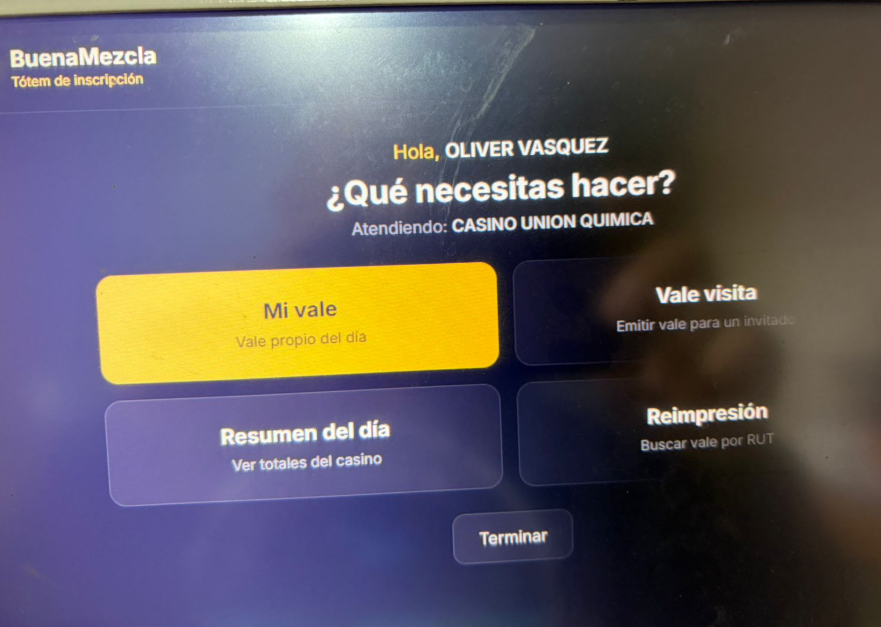 BuenaMezcla
Tótem de inscripción
Hola, OLIVER VASQUEZ
¿Qué necesitas hacer?
Atendiendo: CASINO UNION QUIMICA
Mi vale
Vale propio del día
Vale visita
Emitir vale para un invitado
Resumen del día
Ver totales del casino
Reimpresión
Buscar vale por RUT
Terminar